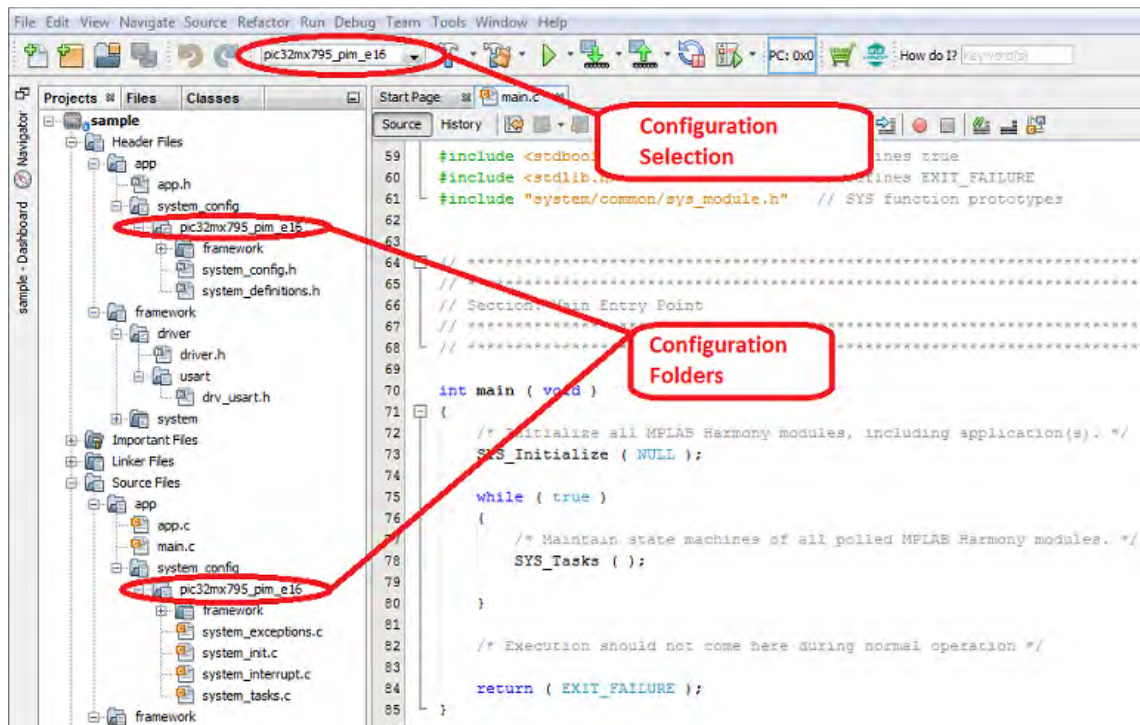 File Edit View Navigate Source Refactor Run Debug Team Tools Window Help
pic32mx795_pim_e16
PC: 0x0
How do I?
Keyword(s)
Projects Files Classes
Start Page main.c
Navigator
sample - Dashboard
Source History
sample
Header Files
app
app.h
system_config
pic32mx795_pim_e16
framework
system_config.h
system_definitions.h
framework
driver
driver.h
usart
drv_usart.h
system
Important Files
Linker Files
Source Files
app
app.c
main.c
system_config
pic32mx795_pim_e16
framework
system_exceptions.c
system_init.c
system_interrupt.c
system_tasks.c
framework
Configuration
Selection
59 #include <stdboo ines true
60 #include <stdlib. fines EXIT_FAILURE
61 #include "system/common/sys_module.h" // SYS function prototypes
62
63
64 // ****************************************************************
65 // ****************************************************************
66 // Section: Main Entry Point
67 // ****************************************************************
68 // ****************************************************************
Configuration
Folders
69
70 int main ( void )
71 {
72 /* Initialize all MPLAB Harmony modules, including application(s). */
73 SYS_Initialize ( NULL );
74
75 while ( true )
76 {
77 /* Maintain state machines of all polled MPLAB Harmony modules. */
78 SYS_Tasks ( );
79
80 }
81
82 /* Execution should not come here during normal operation */
83
84 return ( EXIT_FAILURE );
85 }